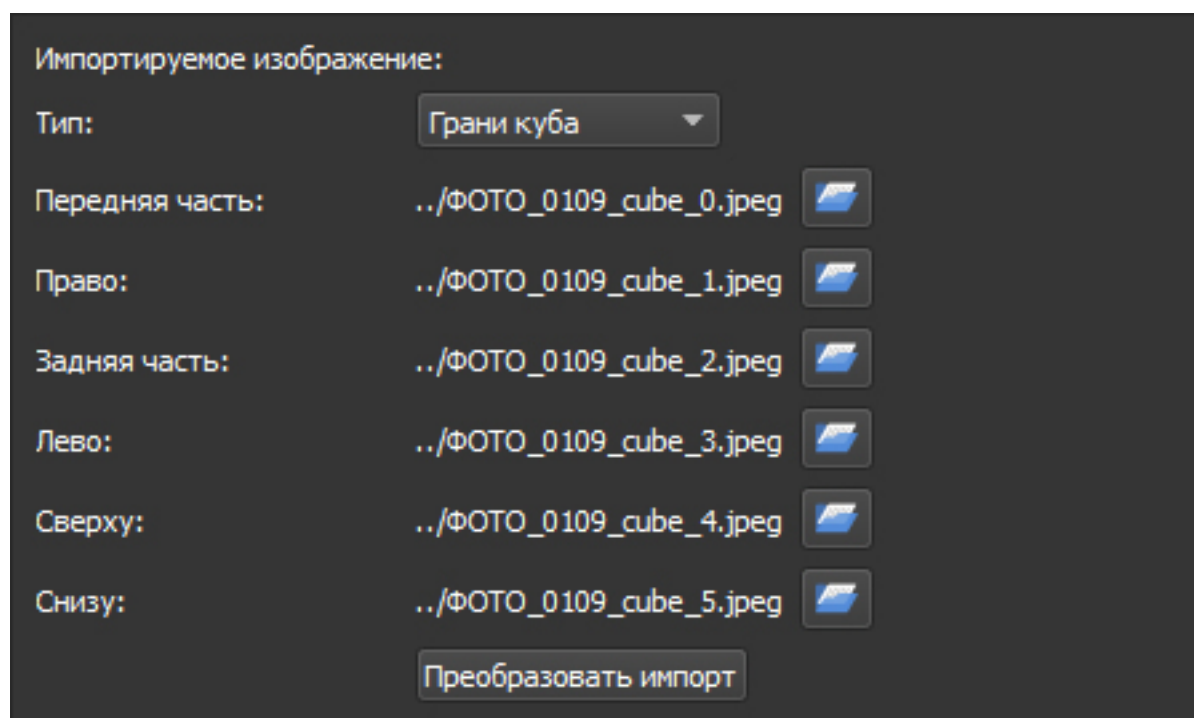 Импортируемое изображение:
Тип: Грани куба
Передняя часть: ../ФОТО_0109_cube_0.jpeg
Право: ../ФОТО_0109_cube_1.jpeg
Задняя часть: ../ФОТО_0109_cube_2.jpeg
Лево: ../ФОТО_0109_cube_3.jpeg
Сверху: ../ФОТО_0109_cube_4.jpeg
Снизу: ../ФОТО_0109_cube_5.jpeg
Преобразовать импорт